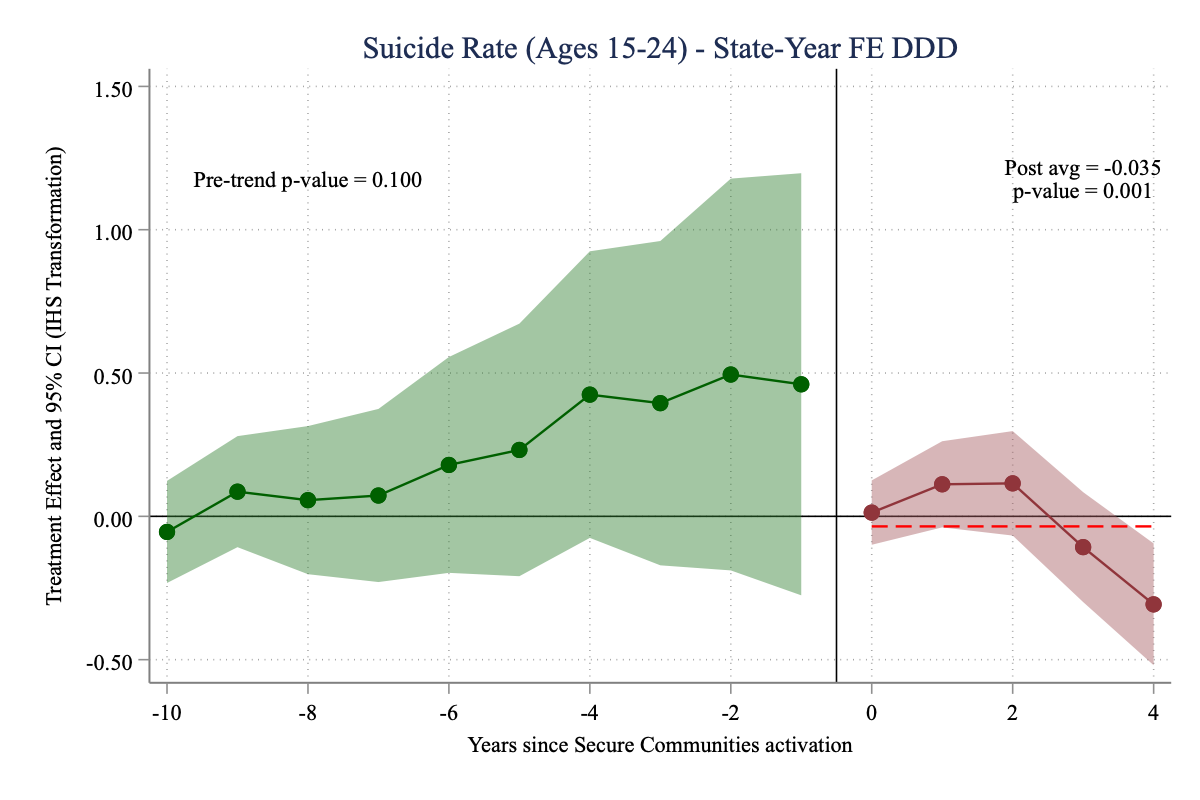 Suicide Rate (Ages 15-24) - State-Year FE DDD
Treatment Effect and 95% CI (IHS Transformation)
1.50
1.00
0.50
0.00
-0.50
Pre-trend p-value = 0.100
Post avg = -0.035
p-value = 0.001
-10 -8 -6 -4 -2 0 2 4
Years since Secure Communities activation